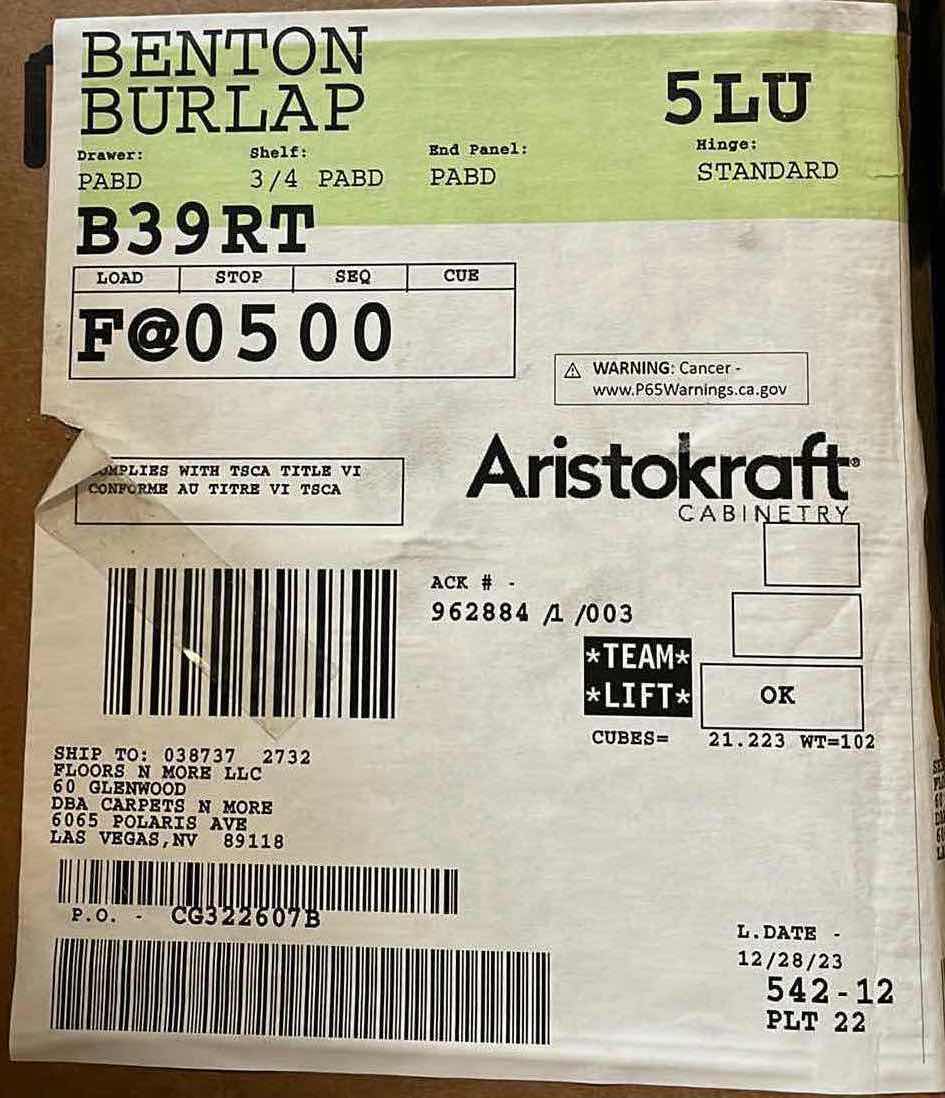 BENTON
BURLAP
5LU
Drawer: Shelf: End Panel: Hinge:
PABD 3/4 PABD PABD STANDARD
B39RT
LOAD STOP SEQ CUE
F@0500
WARNING: Cancer -
www.P65Warnings.ca.gov
COMPLIES WITH TSCA TITLE VI
CONFORME AU TITRE VI TSCA
Aristokraft®
CABINETRY
ACK # -
962884 /1 /003
*TEAM*
*LIFT*
OK
CUBES= 21.223 WT=102
SHIP TO: 038737 2732
FLOORS N MORE LLC
60 GLENWOOD
DBA CARPETS N MORE
6065 POLARIS AVE
LAS VEGAS,NV 89118
P.O. - CG322607B
L.DATE -
12/28/23
542-12
PLT 22